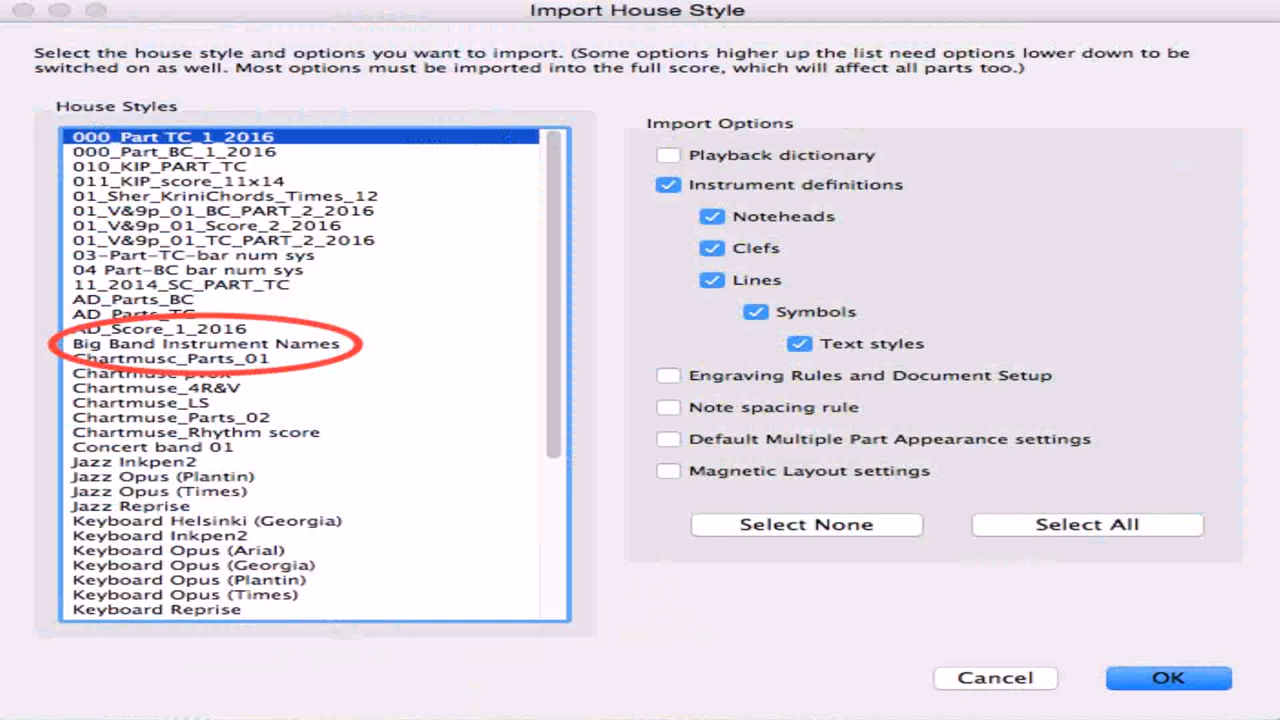 Import House Style
Select the house style and options you want to import. (Some options higher up the list need options lower down to be
switched on as well. Most options must be imported into the full score, which will affect all parts too.)
House Styles
000_Part TC_1_2016
000_Part_BC_1_2016
010_KIP_PART_TC
011_KIP_score_11x14
01_Sher_KriniChords_Times_12
01_V&9p_01_BC_PART_2_2016
01_V&9p_01_Score_2_2016
01_V&9p_01_TC_PART_2_2016
03-Part-TC-bar num sys
04 Part-BC bar num sys
11_2014_SC_PART_TC
AD_Parts_BC
AD_Parts_TC
AD_Score_1_2016
Big Band Instrument Names
Chartmusc_Parts_01
Chartmuse pvox
Chartmuse_4R&V
Chartmuse_LS
Chartmuse_Parts_02
Chartmuse_Rhythm score
Concert band 01
Jazz Inkpen2
Jazz Opus (Plantin)
Jazz Opus (Times)
Jazz Reprise
Keyboard Helsinki (Georgia)
Keyboard Inkpen2
Keyboard Opus (Arial)
Keyboard Opus (Georgia)
Keyboard Opus (Plantin)
Keyboard Opus (Times)
Keyboard Reprise
Import Options
Playback dictionary
Instrument definitions
Noteheads
Clefs
Lines
Symbols
Text styles
Engraving Rules and Document Setup
Note spacing rule
Default Multiple Part Appearance settings
Magnetic Layout settings
Select None
Select All
Cancel
OK